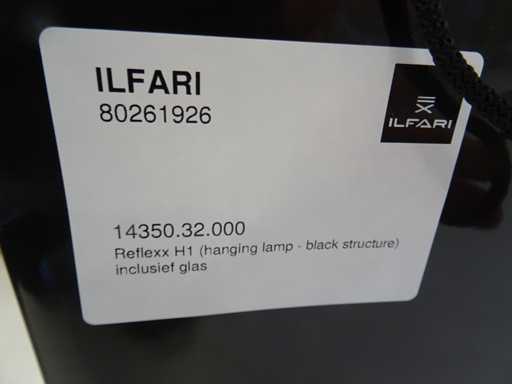 ILFARI
80261926
ILFARI
14350.32.000
Reflexx H1 (hanging lamp - black structure)
inclusief glas